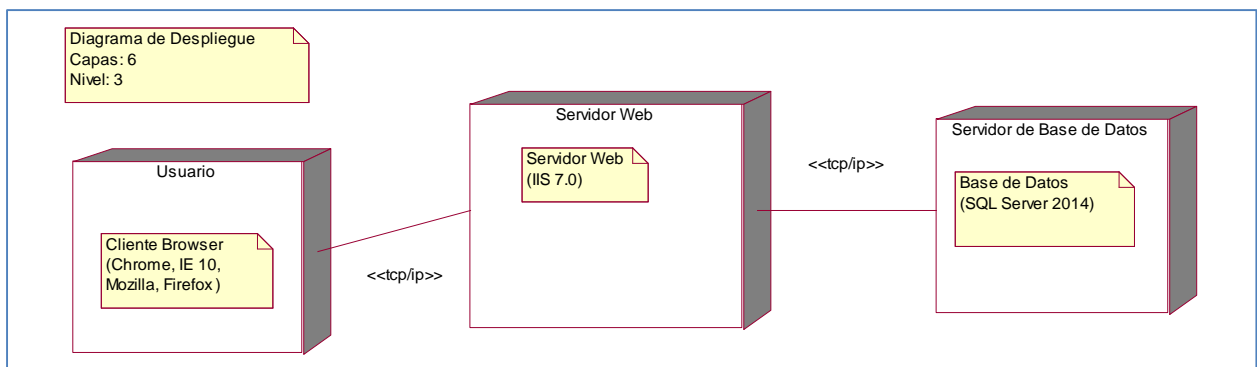 Diagrama de Despliegue
Capas: 6
Nivel: 3
Usuario
Cliente Browser
(Chrome, IE 10,
Mozilla, Firefox)
<<tcp/ip>>
Servidor Web
Servidor Web
(IIS 7.0)
<<tcp/ip>>
Servidor de Base de Datos
Base de Datos
(SQL Server 2014)